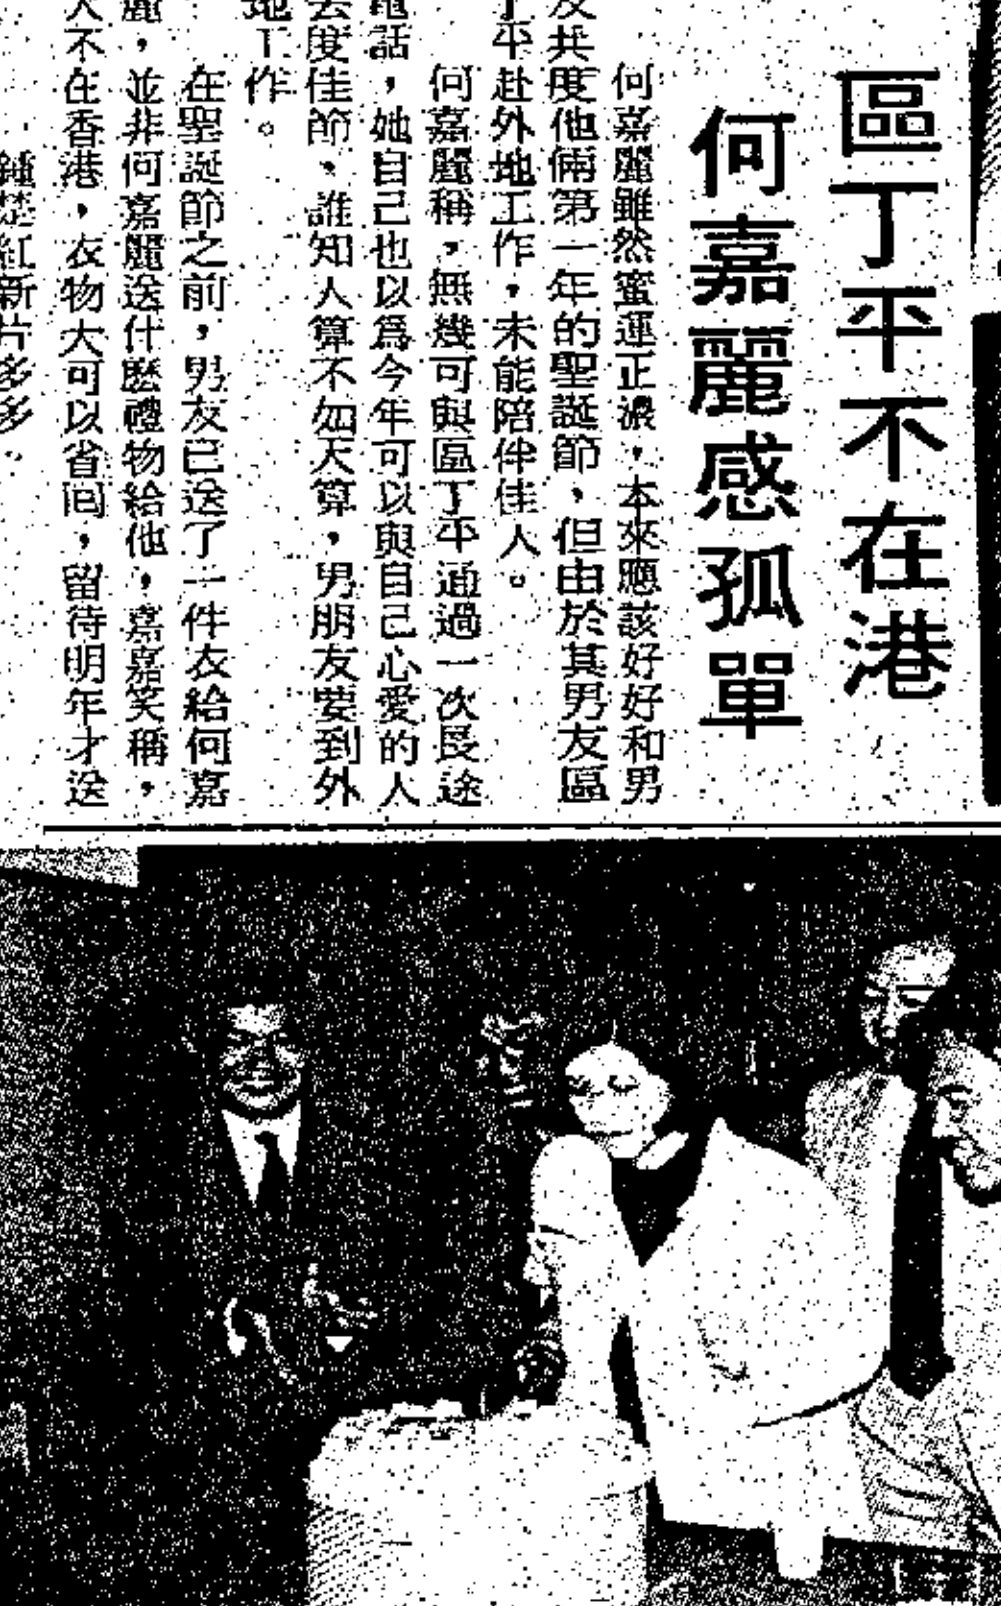 區丁平不在港
何嘉麗感孤單
何嘉麗雖然蜜運正濃，本來應該好好和男
友共度他倆第一年的聖誕節，但由於其男友區
丁平赴外地工作，未能陪伴佳人。
何嘉麗稱，無幾可與區丁平通過一次長途
電話，她自己也以為今年可以與自己心愛的人
去度佳節，誰知人算不如天算，男朋友要到外
地工作。
在聖誕節之前，男友已送了一件衣給何嘉
麗，並非何嘉麗送什麼禮物給他，嘉嘉笑稱，
人不在香港，衣物大可以省囘，留待明年才送
鍾楚紅新片多多